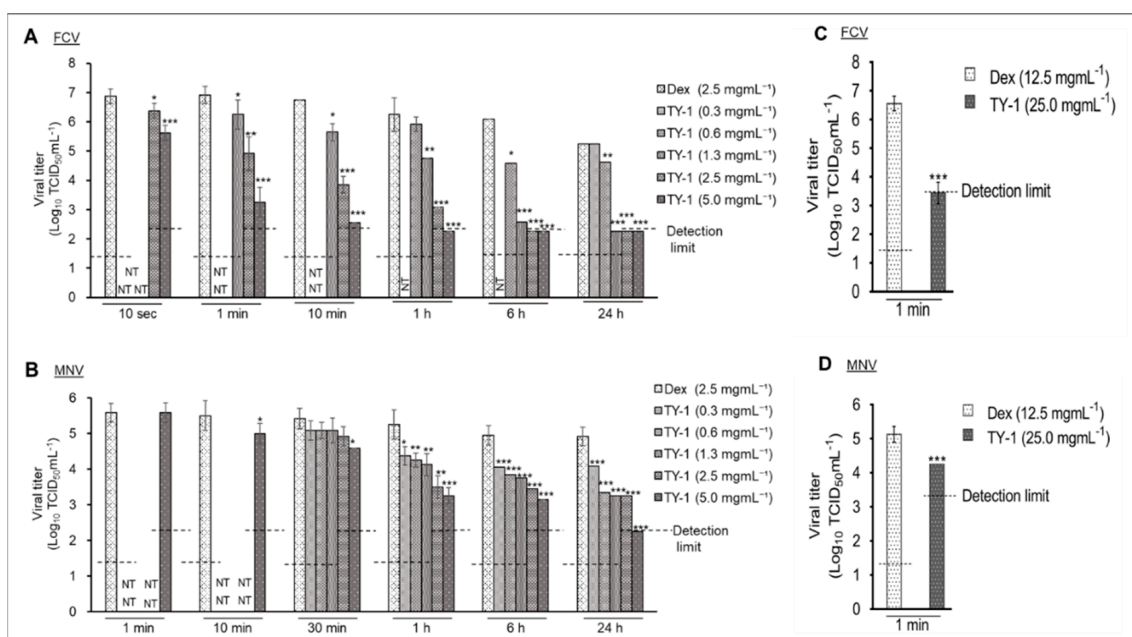 A FCV
8
7
6
5
4
3
2
1
0
Viral titer
(Log10 TCID50mL⁻¹)
* ***
* ** ***
* *** ***
** *** ***
* *** *** ***
** *** *** ***
NT
NT NT
NT
NT
NT
NT
NT
NT
10 sec 1 min 10 min 1 h 6 h 24 h
Dex (2.5 mgmL⁻¹)
TY-1 (0.3 mgmL⁻¹)
TY-1 (0.6 mgmL⁻¹)
TY-1 (1.3 mgmL⁻¹)
TY-1 (2.5 mgmL⁻¹)
TY-1 (5.0 mgmL⁻¹)
Detection
limit
B MNV
6
5
4
3
2
1
0
Viral titer
(Log10 TCID50mL⁻¹)
*
*
* ** ** ** ***
*** *** *** *** ***
*** *** *** *** ***
NT NT
NT NT
NT NT
NT NT
1 min 10 min 30 min 1 h 6 h 24 h
Dex (2.5 mgmL⁻¹)
TY-1 (0.3 mgmL⁻¹)
TY-1 (0.6 mgmL⁻¹)
TY-1 (1.3 mgmL⁻¹)
TY-1 (2.5 mgmL⁻¹)
TY-1 (5.0 mgmL⁻¹)
Detection
limit
C FCV
8
7
6
5
4
3
2
1
0
Viral titer
(Log10 TCID50mL⁻¹)
***
1 min
Dex (12.5 mgmL⁻¹)
TY-1 (25.0 mgmL⁻¹)
Detection limit
D MNV
6
5
4
3
2
1
0
Viral titer
(Log10 TCID50mL⁻¹)
***
1 min
Dex (12.5 mgmL⁻¹)
TY-1 (25.0 mgmL⁻¹)
Detection limit